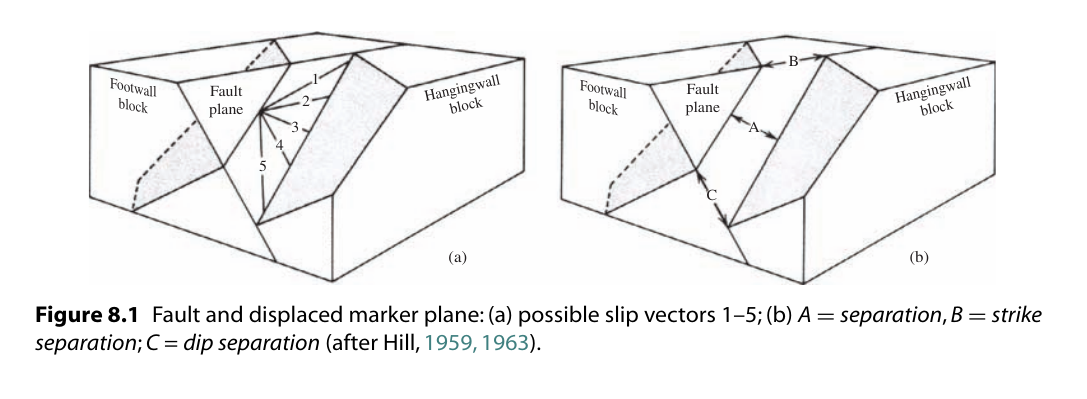 Footwall
block
Fault
plane
1
2
3
4
5
Hangingwall
block
(a)
Footwall
block
Fault
plane
B
A
C
Hangingwall
block
(b)
Figure 8.1 Fault and displaced marker plane: (a) possible slip vectors 1–5; (b) A = separation, B = strike
separation; C = dip separation (after Hill, 1959, 1963).